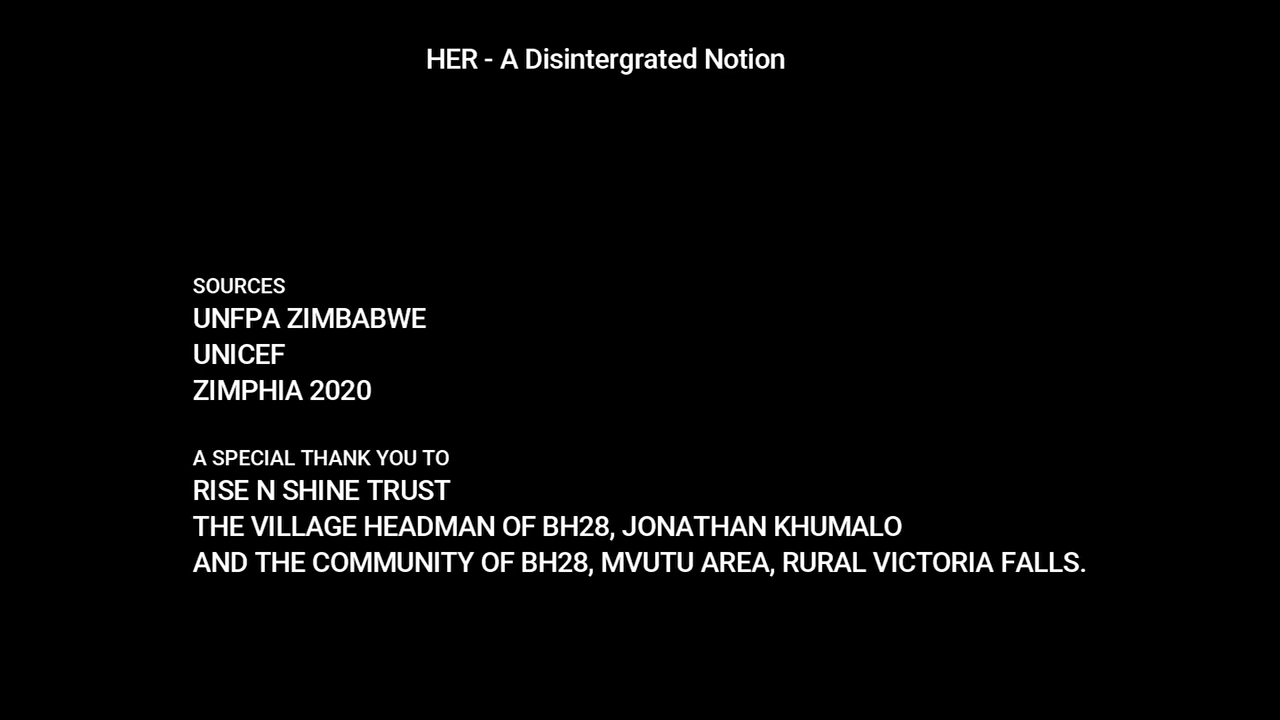 HER - A Disintergrated Notion
SOURCES
UNFPA ZIMBABWE
UNICEF
ZIMPHIA 2020
A SPECIAL THANK YOU TO
RISE N SHINE TRUST
THE VILLAGE HEADMAN OF BH28, JONATHAN KHUMALO
AND THE COMMUNITY OF BH28, MVUTU AREA, RURAL VICTORIA FALLS.